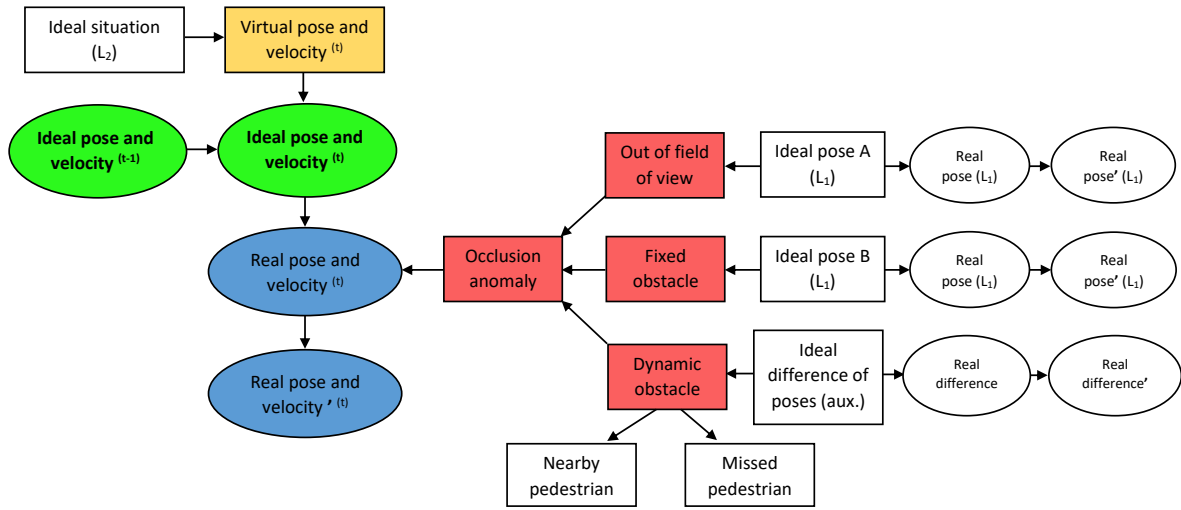 Ideal situation
(L₂)
Virtual pose and
velocity ⁽ᵗ⁾
Ideal pose and
velocity ⁽ᵗ⁻¹⁾
Ideal pose and
velocity ⁽ᵗ⁾
Out of field
of view
Ideal pose A
(L₁)
Real
pose (L₁)
Real
pose' (L₁)
Real pose and
velocity ⁽ᵗ⁾
Occlusion
anomaly
Fixed
obstacle
Ideal pose B
(L₁)
Real
pose (L₁)
Real
pose' (L₁)
Real pose and
velocity ' ⁽ᵗ⁾
Dynamic
obstacle
Ideal
difference of
poses (aux.)
Real
difference
Real
difference'
Nearby
pedestrian
Missed
pedestrian